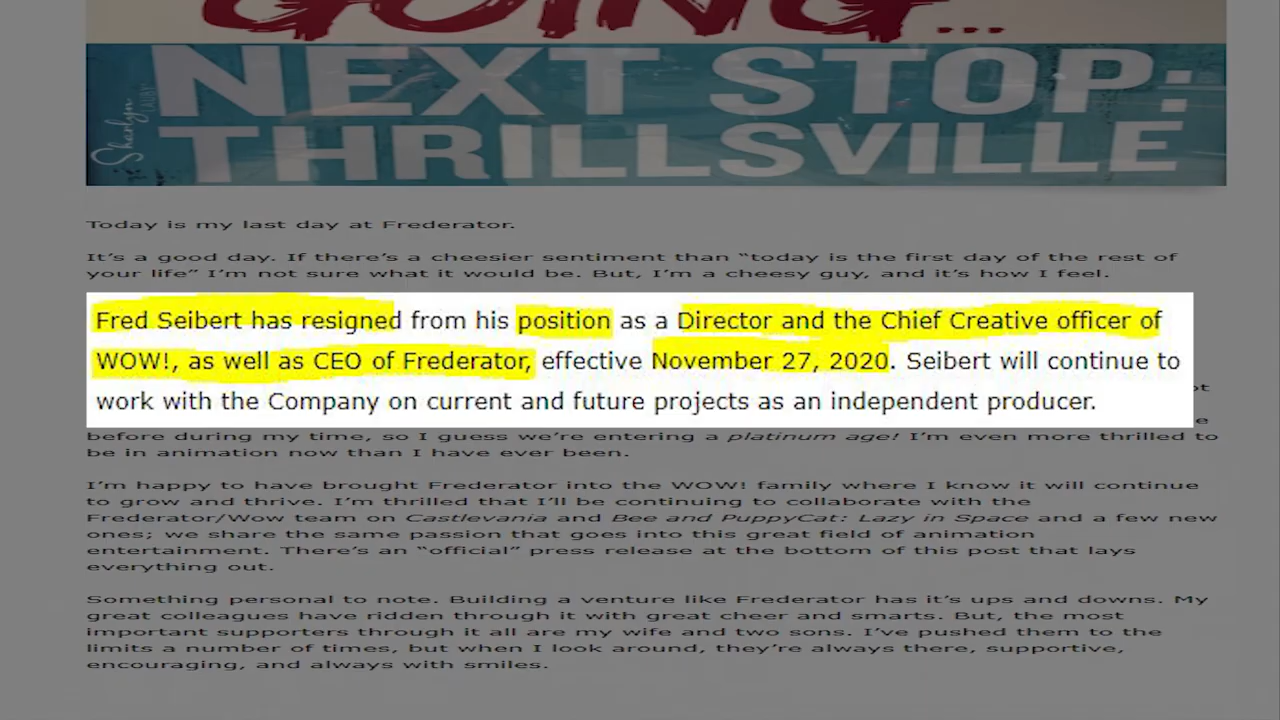 GOING...
NEXT STOP:
THRILLSVILLE
Sharlyn
LAUBY
Today is my last day at Frederator.
It's a good day. If there's a cheesier sentiment than “today is the first day of the rest of
your life” I'm not sure what it would be. But, I'm a cheesy guy, and it's how I feel.
Fred Seibert has resigned from his position as a Director and the Chief Creative officer of
WOW!, as well as CEO of Frederator, effective November 27, 2020. Seibert will continue to
work with the Company on current and future projects as an independent producer.
before during my time, so I guess we're entering a platinum age! I'm even more thrilled to
be in animation now than I have ever been.
I'm happy to have brought Frederator into the WOW! family where I know it will continue
to grow and thrive. I'm thrilled that I'll be continuing to collaborate with the
Frederator/Wow team on Castlevania and Bee and PuppyCat: Lazy in Space and a few new
ones; we share the same passion that goes into this great field of animation
entertainment. There's an “official” press release at the bottom of this post that lays
everything out.
Something personal to note. Building a venture like Frederator has it's ups and downs. My
great colleagues have ridden through it with great cheer and smarts. But, the most
important supporters through it all are my wife and two sons. I've pushed them to the
limits a number of times, but when I look around, they're always there, supportive,
encouraging, and always with smiles.